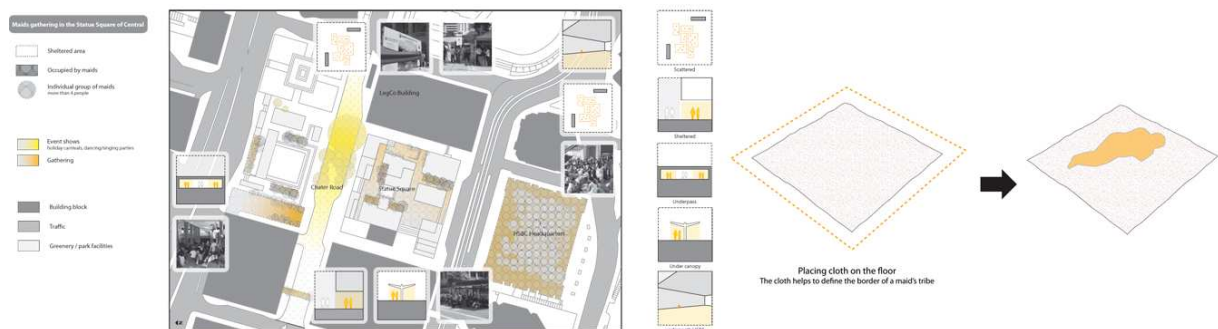 Maids gathering in the Statue Square of Central
Sheltered area
Occupied by maids
Individual group of maids
more than 4 people
Event shows
holiday carnivals, dancing/singing parties
Gathering
Building block
Traffic
Greenery / park facilities
LegCo Building
Chater Road
Statue Square
HSBC Headquarters
Scattered
Sheltered
Underpass
Under canopy
Placing cloth on the floor
The cloth helps to define the border of a maid's tribe